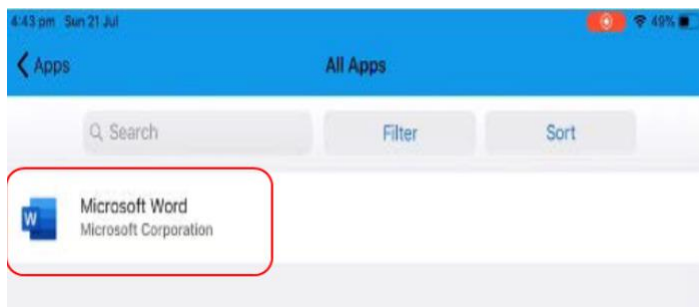 4:43 pm Sun 21 Jul 49%
Apps All Apps
Search Filter Sort
W Microsoft Word
Microsoft Corporation